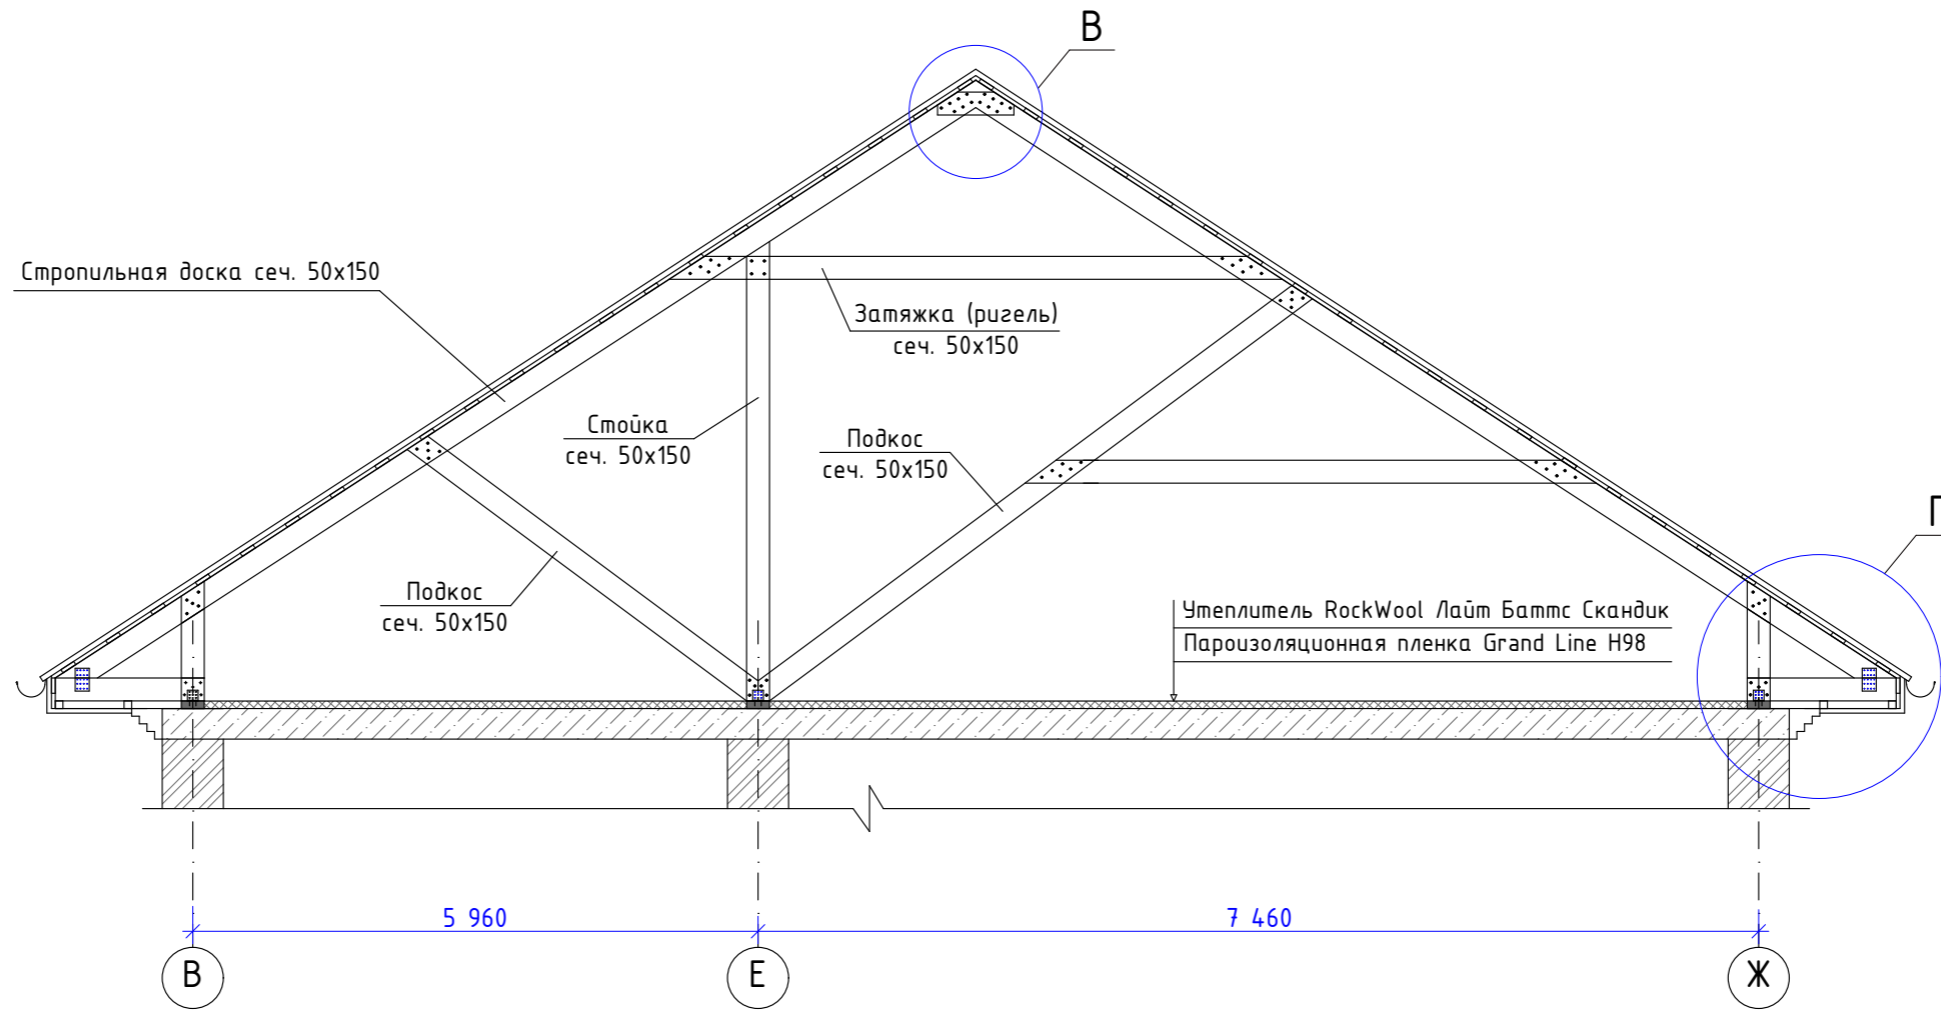 В
Стропильная доска сеч. 50х150
Затяжка (ригель)
сеч. 50х150
Стойка
сеч. 50х150
Подкос
сеч. 50х150
Г
Подкос
сеч. 50х150
Утеплитель RockWool Лайт Баттс Скандик
Пароизоляционная пленка Grand Line H98
5 960
7 460
В
Е
Ж